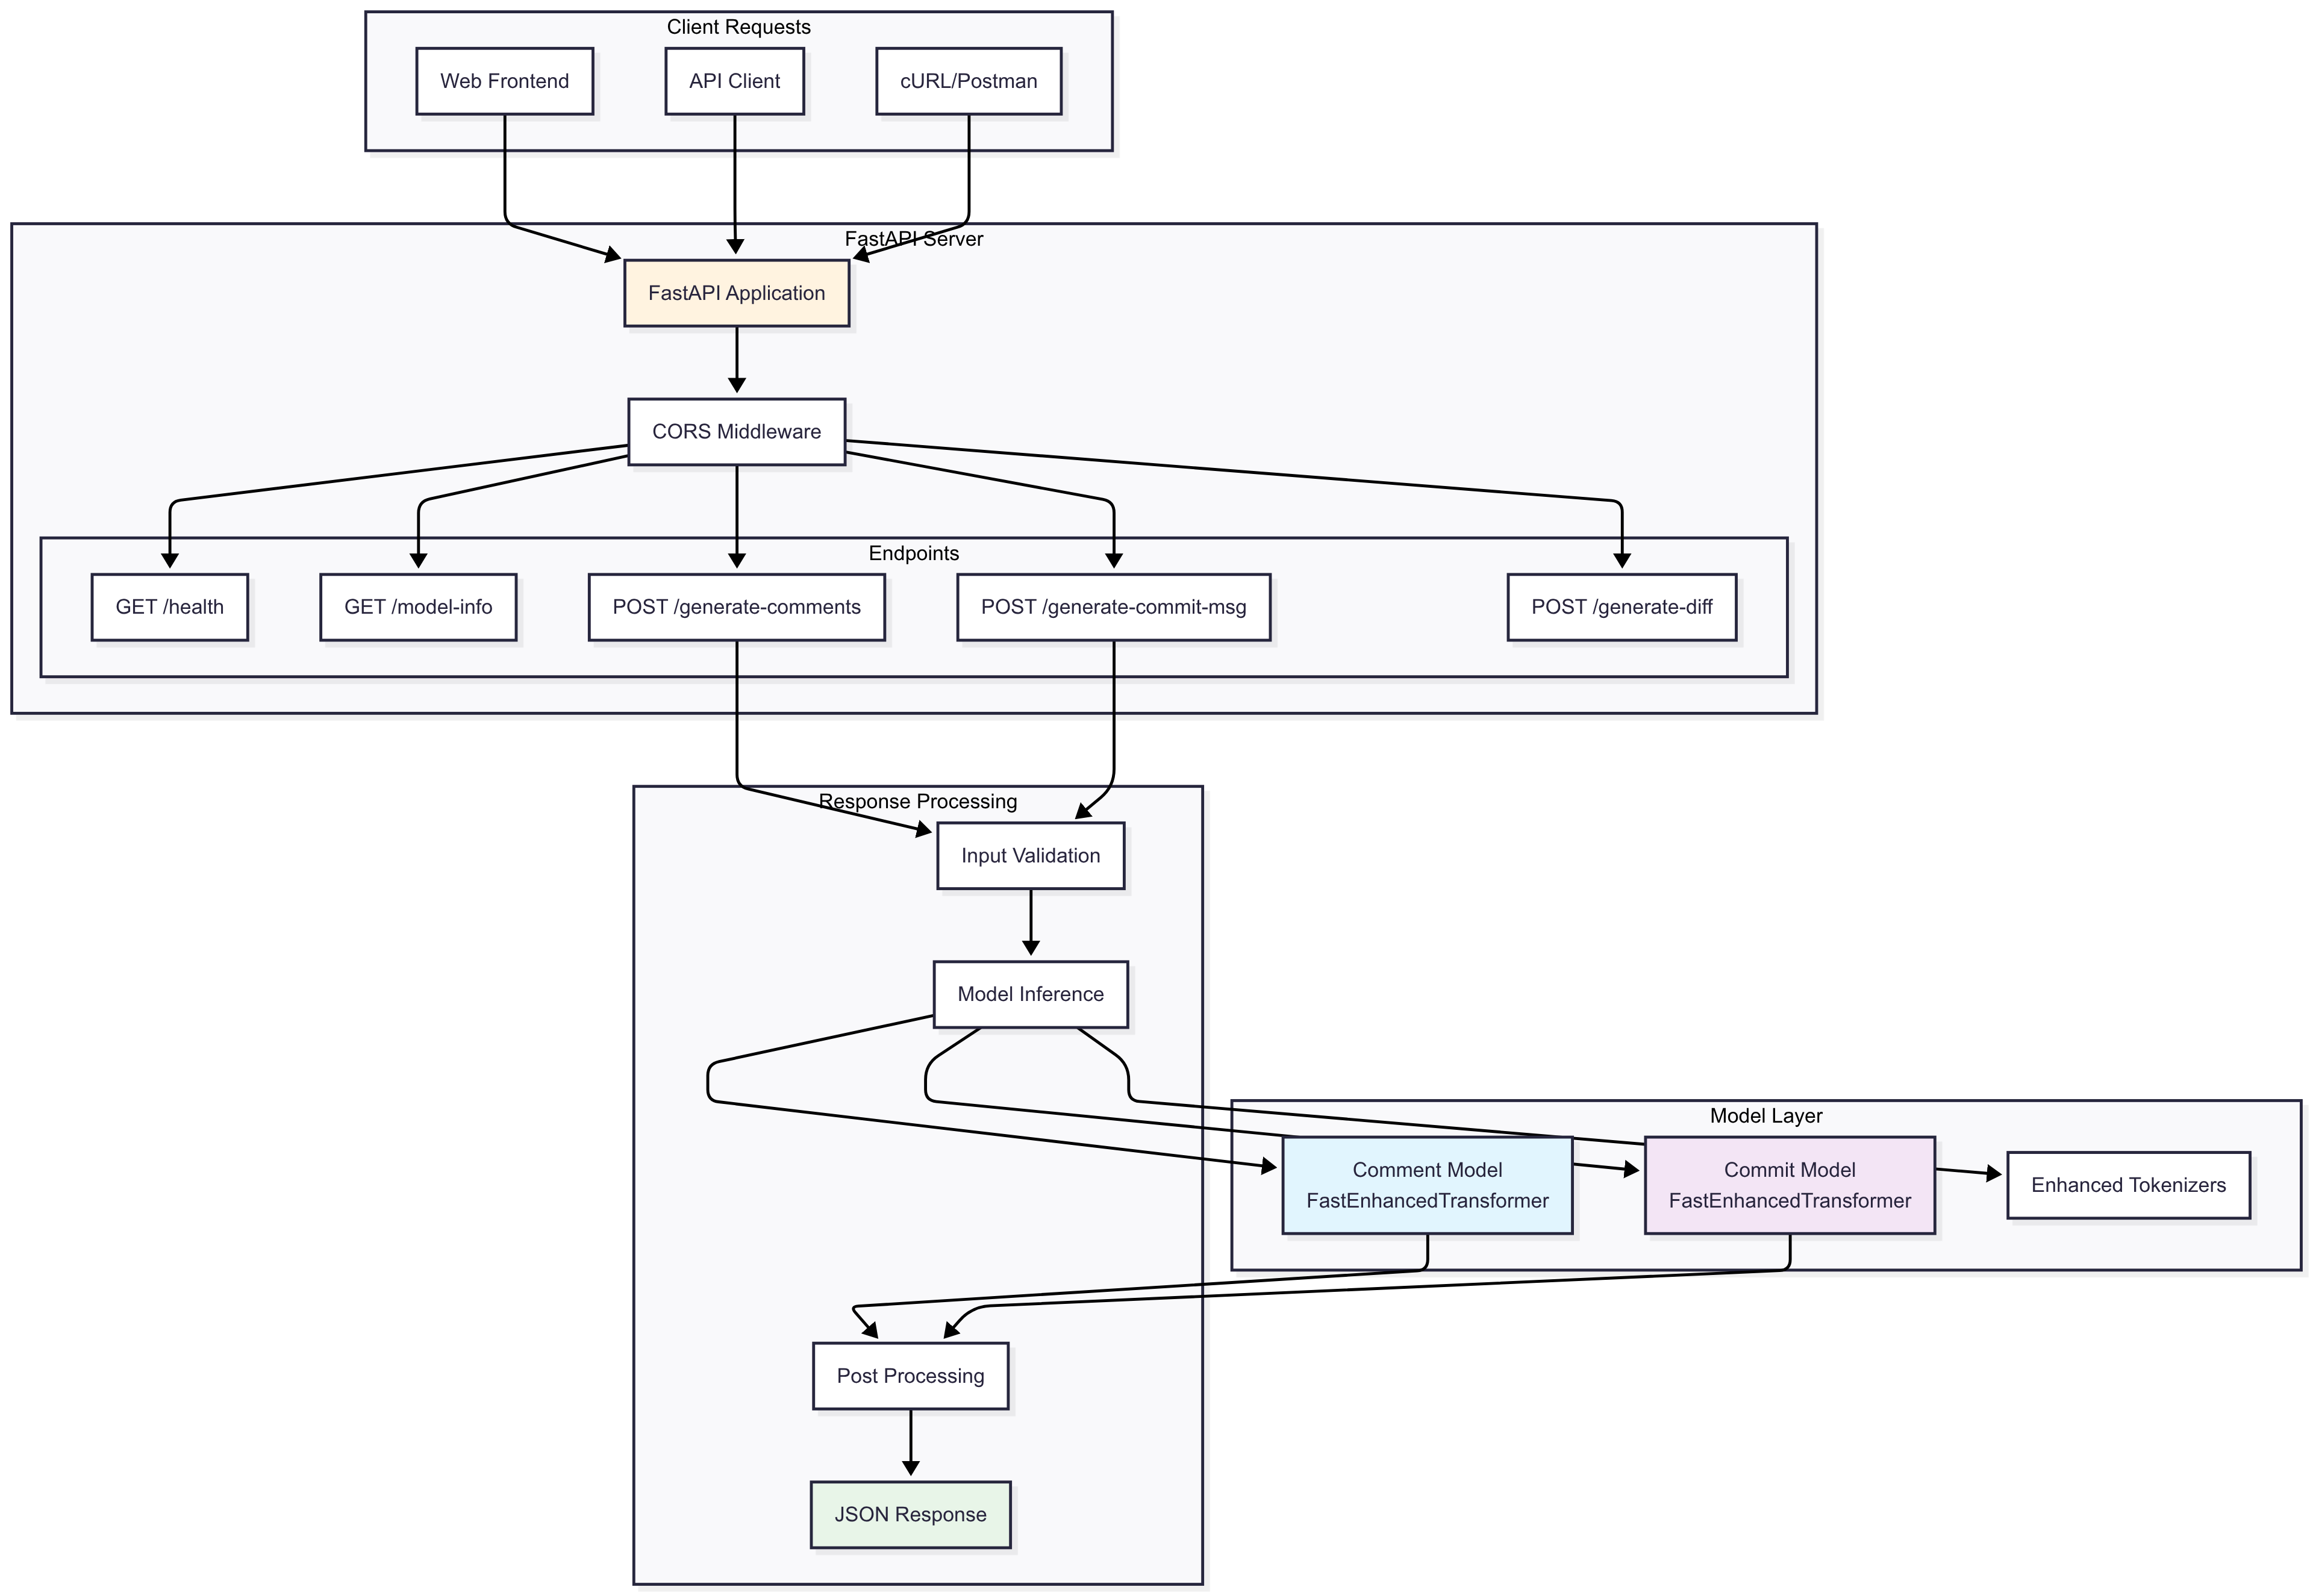 Client Requests
Web Frontend
API Client
cURL/Postman
FastAPI Server
FastAPI Application
CORS Middleware
Endpoints
GET /health
GET /model-info
POST /generate-comments
POST /generate-commit-msg
POST /generate-diff
Response Processing
Input Validation
Model Inference
Model Layer
Comment Model
FastEnhancedTransformer
Commit Model
FastEnhancedTransformer
Enhanced Tokenizers
Post Processing
JSON Response